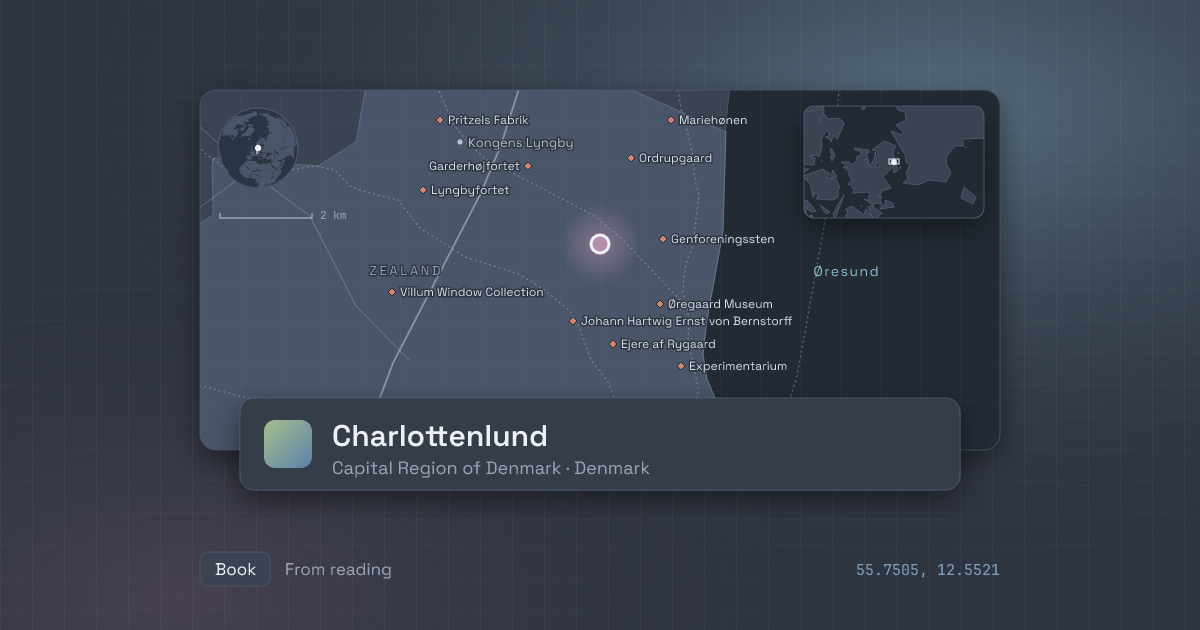 Pritzels Fabrik
Mariehønen
Kongens Lyngby
Ordrupgaard
Garderhøjfortet
Lyngbyfortet
2 km
Genforeningssten
ZEALAND
Øresund
Villum Window Collection
Øregaard Museum
Johann Hartwig Ernst von Bernstorff
Ejere af Rygaard
Experimentarium
Charlottenlund
Capital Region of Denmark · Denmark
Book
From reading
55.7505, 12.5521